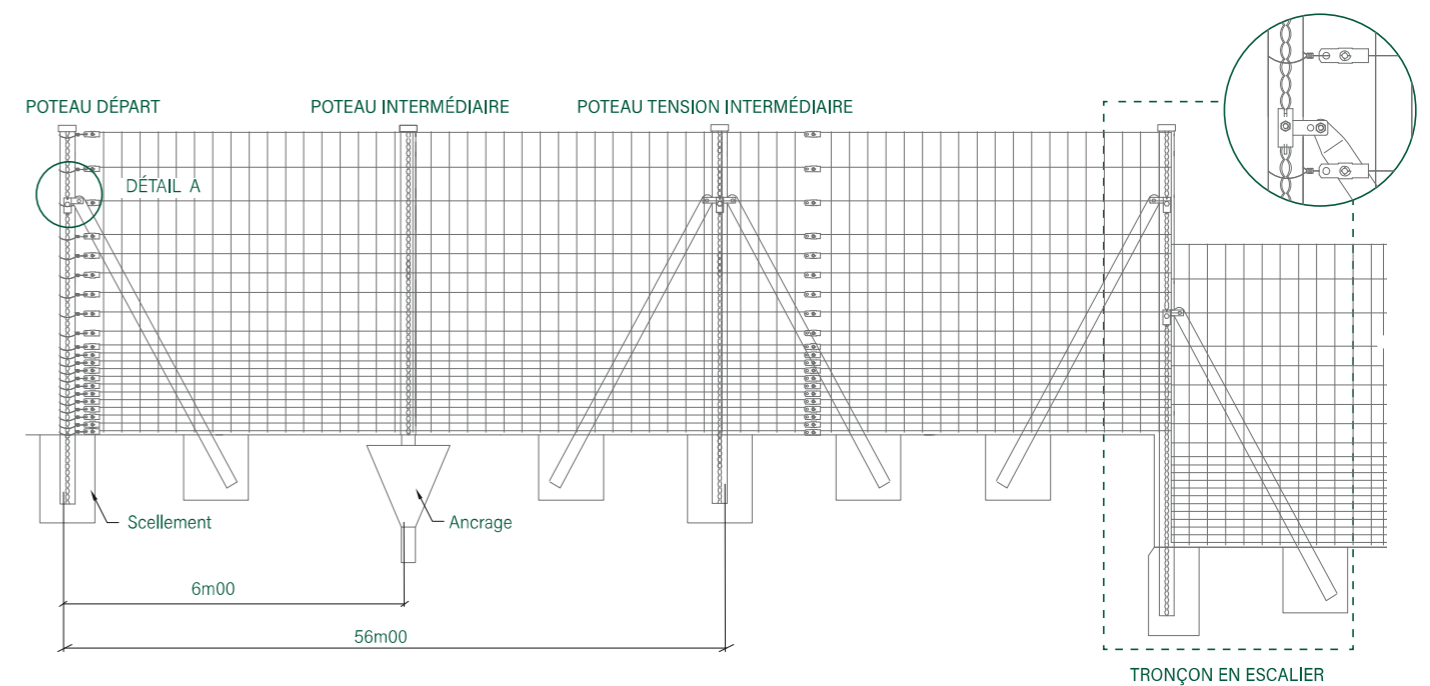 POTEAU DÉPART
POTEAU INTERMÉDIAIRE
POTEAU TENSION INTERMÉDIAIRE
DÉTAIL A
Scellement
Ancrage
6m00
56m00
TRONÇON EN ESCALIER